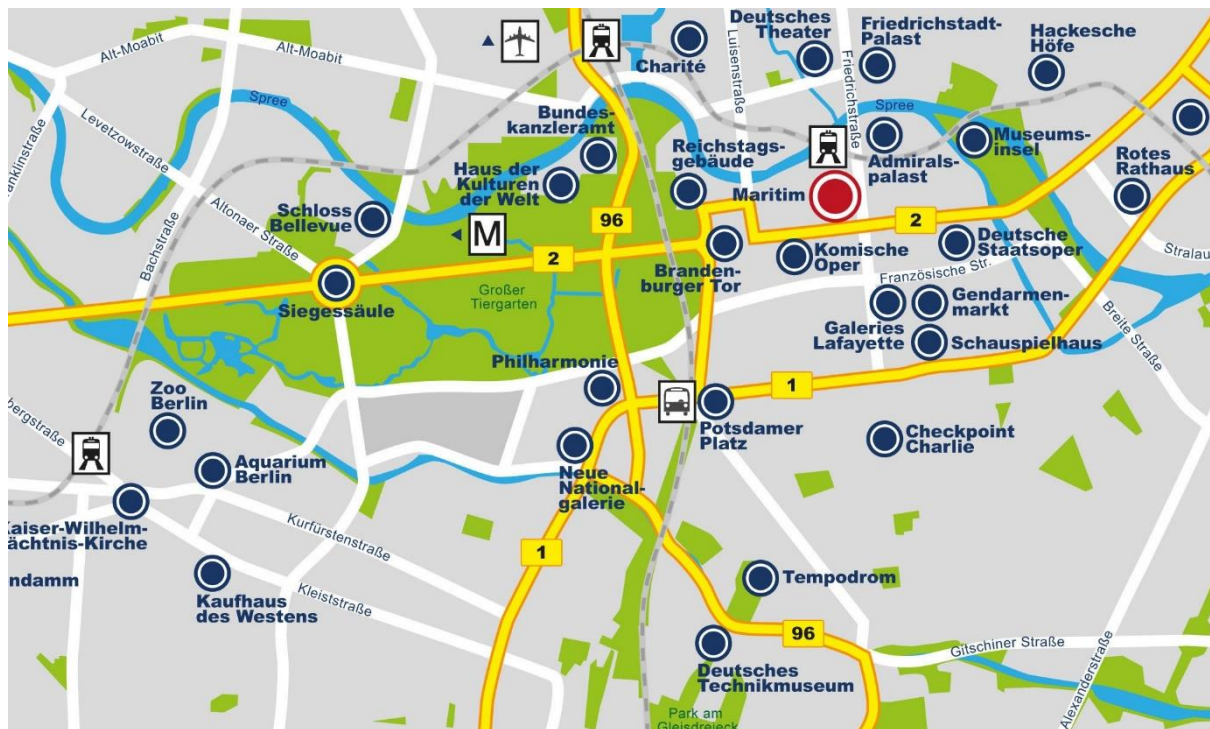 Alt-Moabit
Alt-Moabit
Levetzowstraße
Spree
Altonaer Straße
Bachstraße
Schloss
Bellevue
Bundes-
kanzleramt
Haus der
Kulturen
der Welt
M
Charité
Luisenstraße
Deutsches
Theater
Friedrichstraße
Friedrichstadt-
Palast
Hackesche
Höfe
Reichstags-
gebäude
Maritim
Spree
Admirals-
palast
Museums-
insel
Rotes
Rathaus
96
2
2
Siegessäule
Großer
Tiergarten
Branden-
burger Tor
Komische
Oper
Deutsche
Staatsoper
Französische Str.
Stralau
Breite Straße
Galeries
Lafayette
Gendarmen-
markt
Schauspielhaus
Philharmonie
1
Potsdamer
Platz
Checkpoint
Charlie
Zoo
Berlin
bergstraße
Aquarium
Berlin
Kaiser-Wilhelm-
ächtnis-Kirche
ndamm
Kurfürstenstraße
Kaufhaus
des Westens
Kleiststraße
Neue
National-
galerie
1
Tempodrom
96
Deutsches
Technikmuseum
Gitschiner Straße
Alexanderstraße
Park am
Gleisdreieck